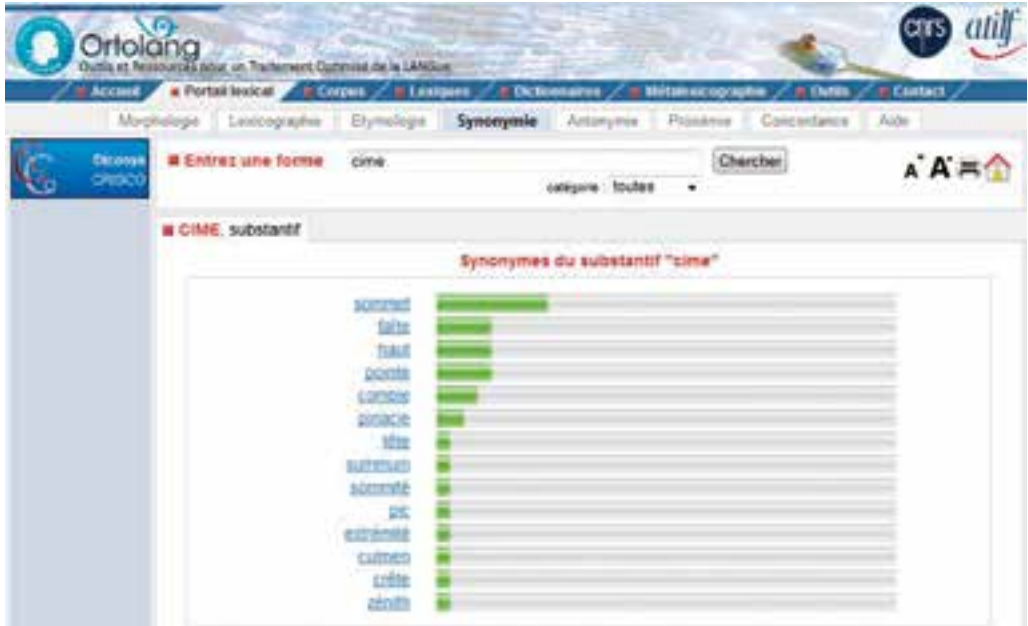 Ortolang
Outils et Ressources pour un Traitement Optimisé de la LANGue
cnrs
atilf
Accueil Portail lexical Corpus Lexiques Dictionnaires Métalexicographie Outils Contact
Morphologie Lexicographie Etymologie Synonymie Antonymie Proxémie Concordance Aide
CRISCO
Entrez une forme cime Chercher
catégorie : toutes
A A
CIME, substantif
Synonymes du substantif "cime"
sommet
faîte
haut
pointe
comble
pinacle
tête
summum
sommité
pic
extrémité
culmen
crête
zénith